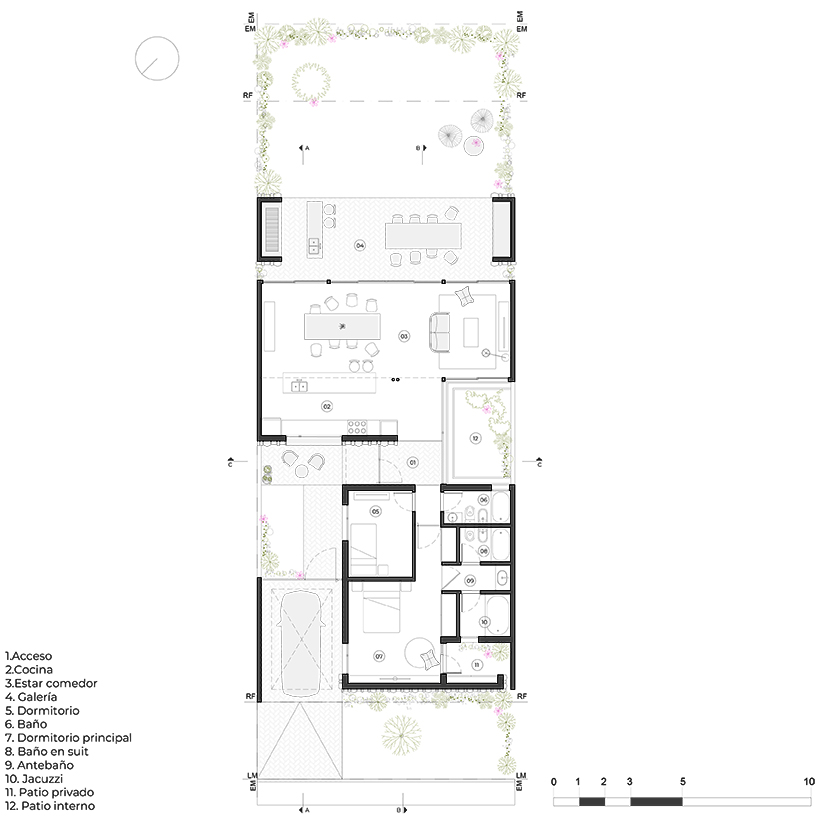 EM EM
EM EM
RF RF
A B
04
03
02
12
01
C C
05 06
08
09
10
07 11
RF RF
LM LM
EM EM
A B
1.Acceso
2.Cocina
3.Estar comedor
4. Galería
5. Dormitorio
6. Baño
7. Dormitorio principal
8. Baño en suit
9. Antebaño
10. Jacuzzi
11. Patio privado
12. Patio interno
0 1 2 3 5 10